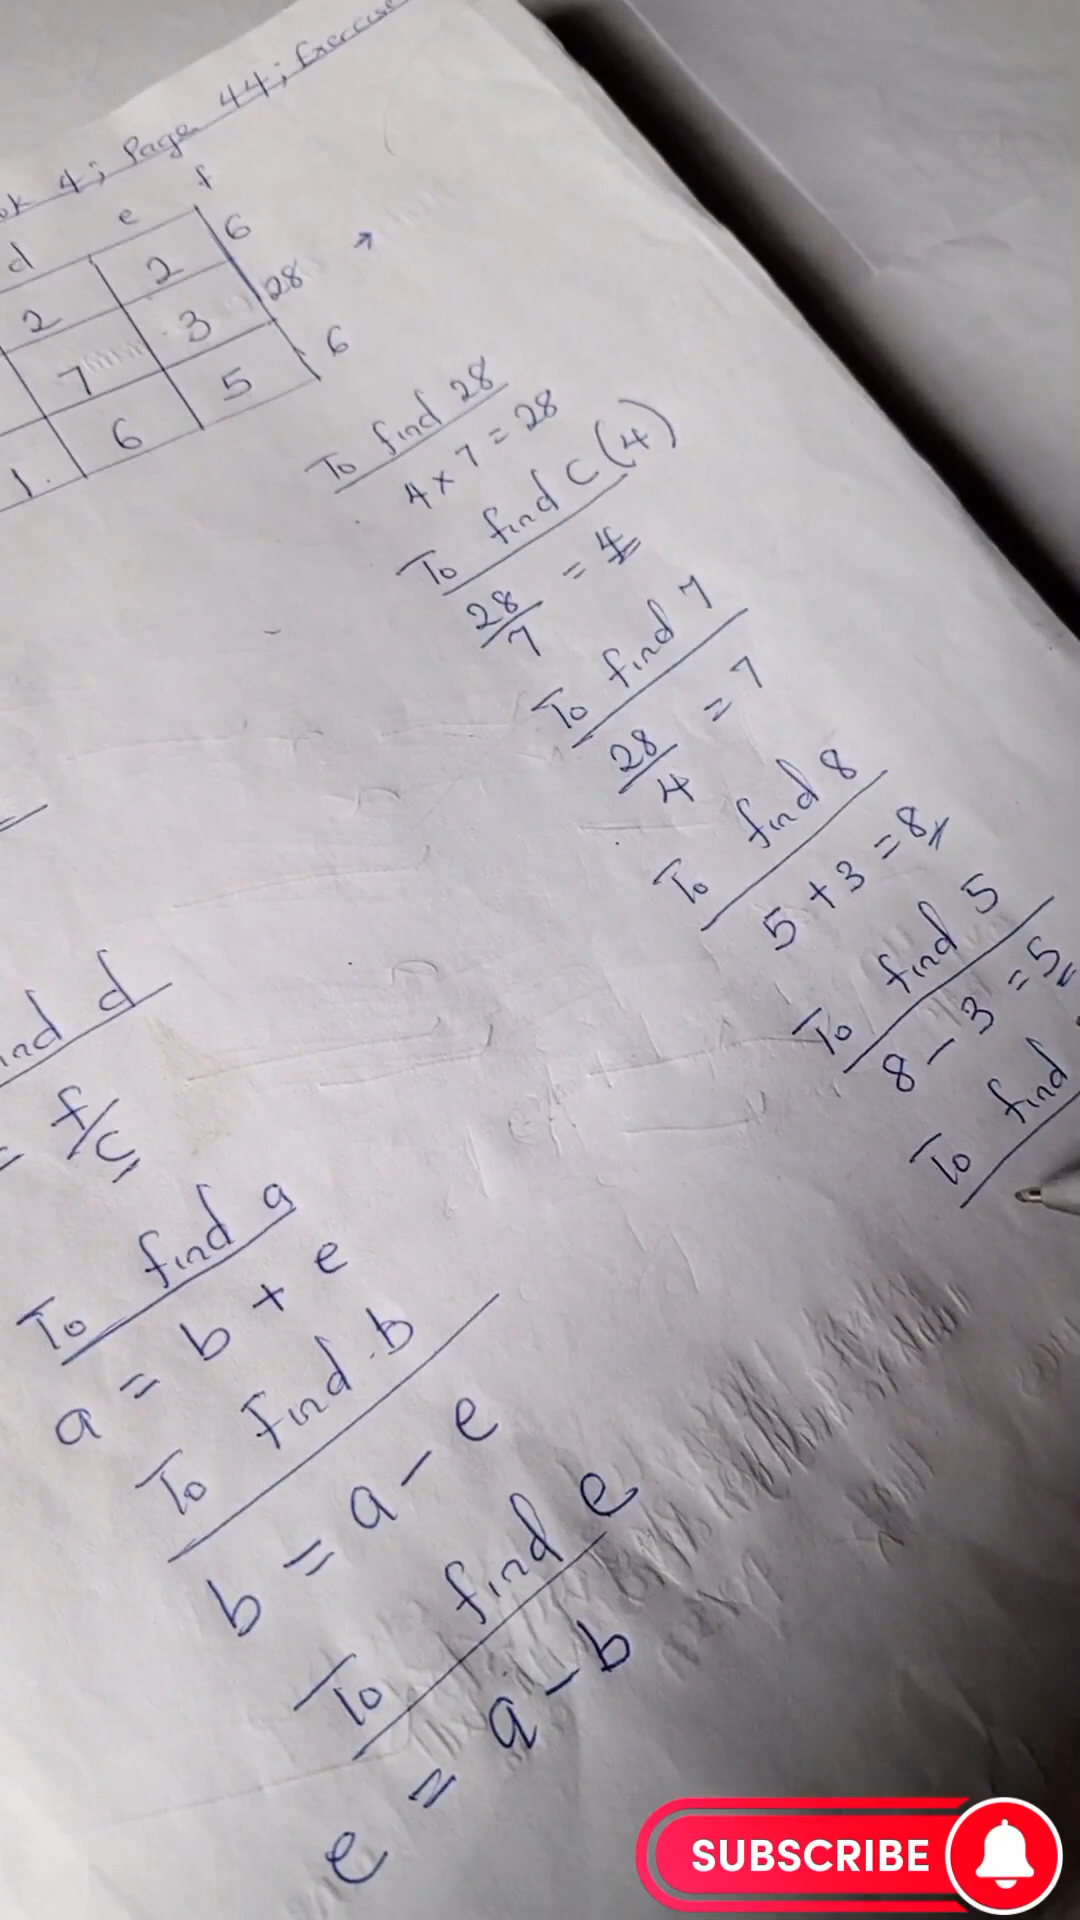 4; Page 44; Exercise
d e f
2 2 6
7 3 28
1. 6 5 6
To find 28
4 × 7 = 28
To find C (4)
28/7 = 4
To find 7
28/4 = 7
To find 8
5 + 3 = 8
To find 5
8 - 3 = 5
To find
d
= f/c
To find a
a = b + e
To find b
b = a - e
To find e
e = a - b
SUBSCRIBE